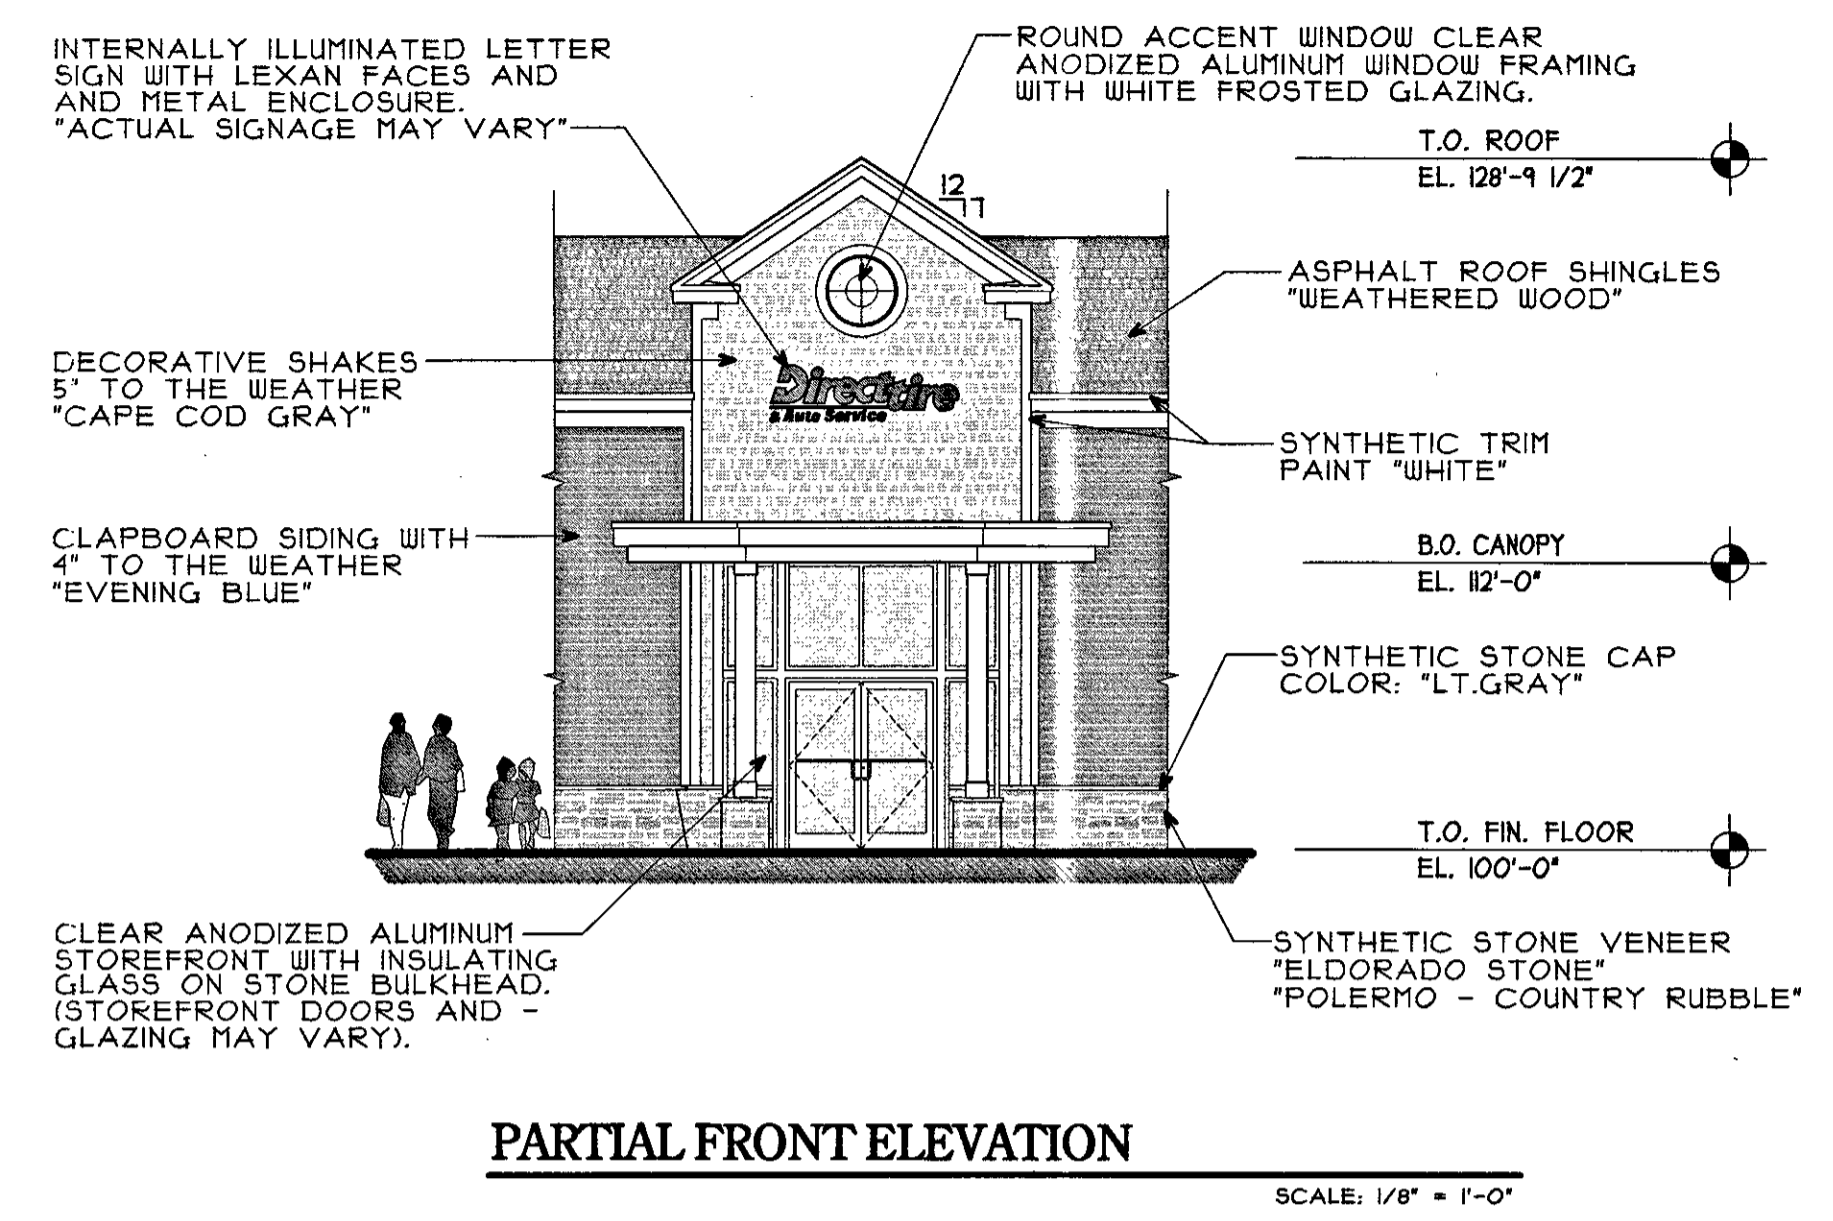 INTERNALLY ILLUMINATED LETTER
SIGN WITH LEXAN FACES AND
AND METAL ENCLOSURE.
"ACTUAL SIGNAGE MAY VARY"
ROUND ACCENT WINDOW CLEAR
ANODIZED ALUMINUM WINDOW FRAMING
WITH WHITE FROSTED GLAZING.
T.O. ROOF
EL. 128'-9 1/2"
12
7
ASPHALT ROOF SHINGLES
"WEATHERED WOOD"
DECORATIVE SHAKES
5" TO THE WEATHER
"CAPE COD GRAY"
Directtire
& Auto Service
SYNTHETIC TRIM
PAINT "WHITE"
CLAPBOARD SIDING WITH
4" TO THE WEATHER
"EVENING BLUE"
B.O. CANOPY
EL. 112'-0"
SYNTHETIC STONE CAP
COLOR: "LT.GRAY"
T.O. FIN. FLOOR
EL. 100'-0"
CLEAR ANODIZED ALUMINUM
STOREFRONT WITH INSULATING
GLASS ON STONE BULKHEAD.
(STOREFRONT DOORS AND -
GLAZING MAY VARY).
SYNTHETIC STONE VENEER
"ELDORADO STONE"
"POLERMO - COUNTRY RUBBLE"
PARTIAL FRONT ELEVATION
SCALE: 1/8" = 1'-0"